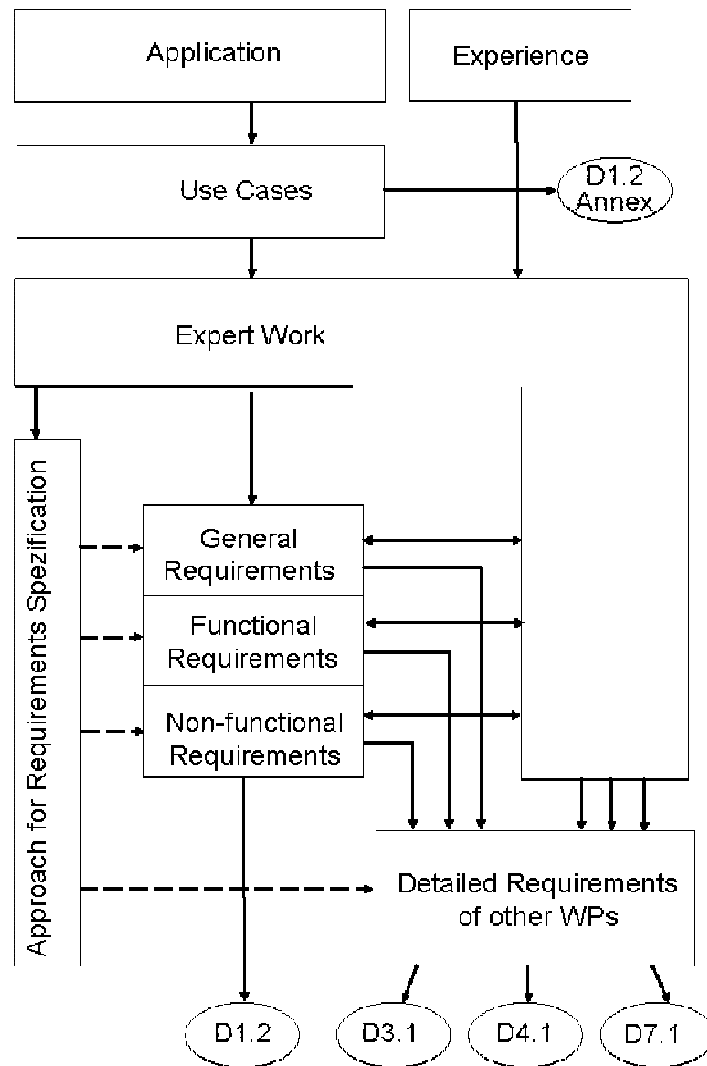 Application
Experience
Use Cases
D1.2
Annex
Expert Work
Approach for Requirements Spezification
General
Requirements
Functional
Requirements
Non-functional
Requirements
Detailed Requirements
of other WPs
D1.2
D3.1
D4.1
D7.1